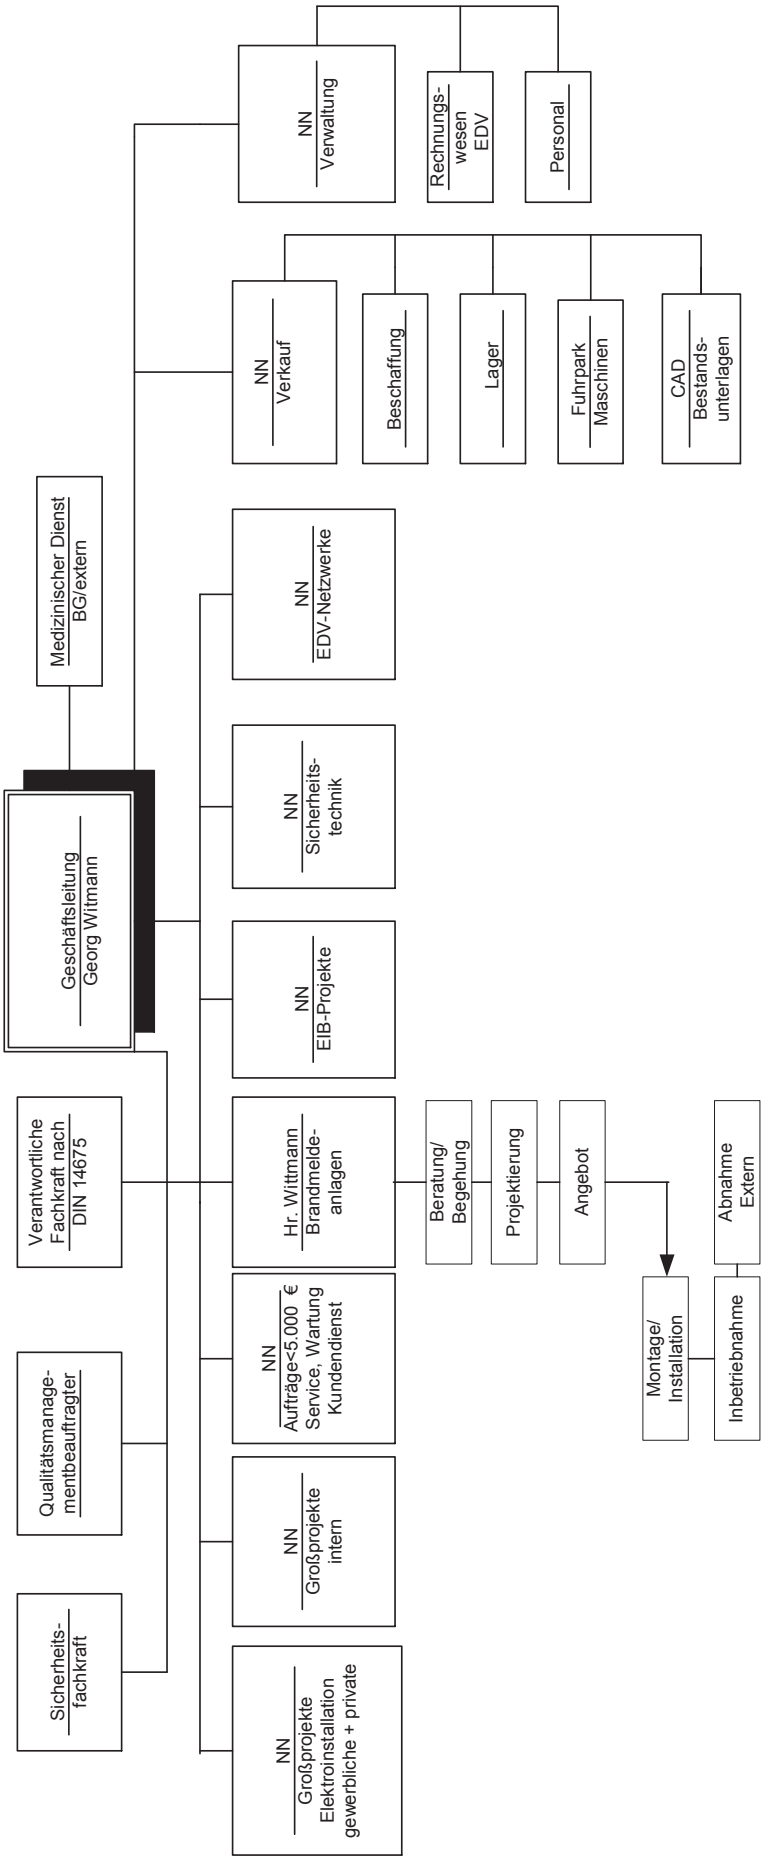 Geschäftsleitung
Georg Witmann
Medizinischer Dienst
BG/extern
Sicherheits-
fachkraft
Qualitätsmanage-
mentbeauftragter
Verantwortliche
Fachkraft nach
DIN 14675
NN
Großprojekte
Elektroinstallation
gewerbliche + private
NN
Großprojekte
intern
NN
Aufträge<5.000 €
Service, Wartung
Kundendienst
Hr. Wittmann
Brandmelde-
anlagen
NN
EIB-Projekte
NN
Sicherheits-
technik
NN
EDV-Netzwerke
NN
Verkauf
NN
Verwaltung
Beratung/
Begehung
Projektierung
Angebot
Montage/
Installation
Inbetriebnahme
Abnahme
Extern
Beschaffung
Lager
Fuhrpark
Maschinen
CAD
Bestands-
unterlagen
Rechnungs-
wesen
EDV
Personal